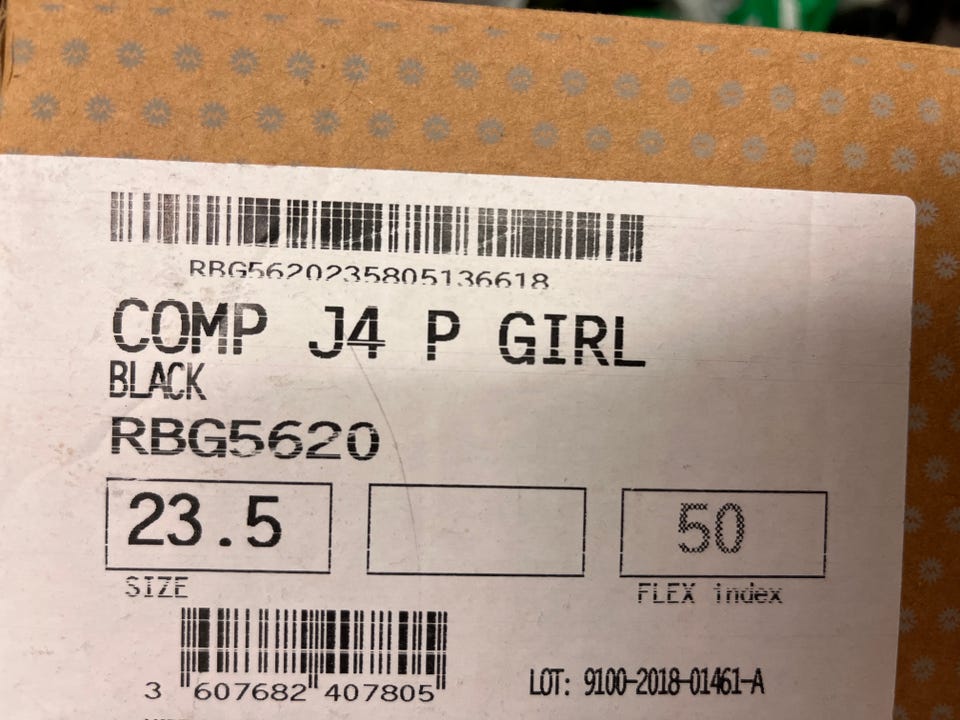 RBG5620235805136618
COMP J4 P GIRL
BLACK
RBG5620
23.5
50
SIZE
FLEX index
3 607682 407805
LOT: 9100-2018-01461-A